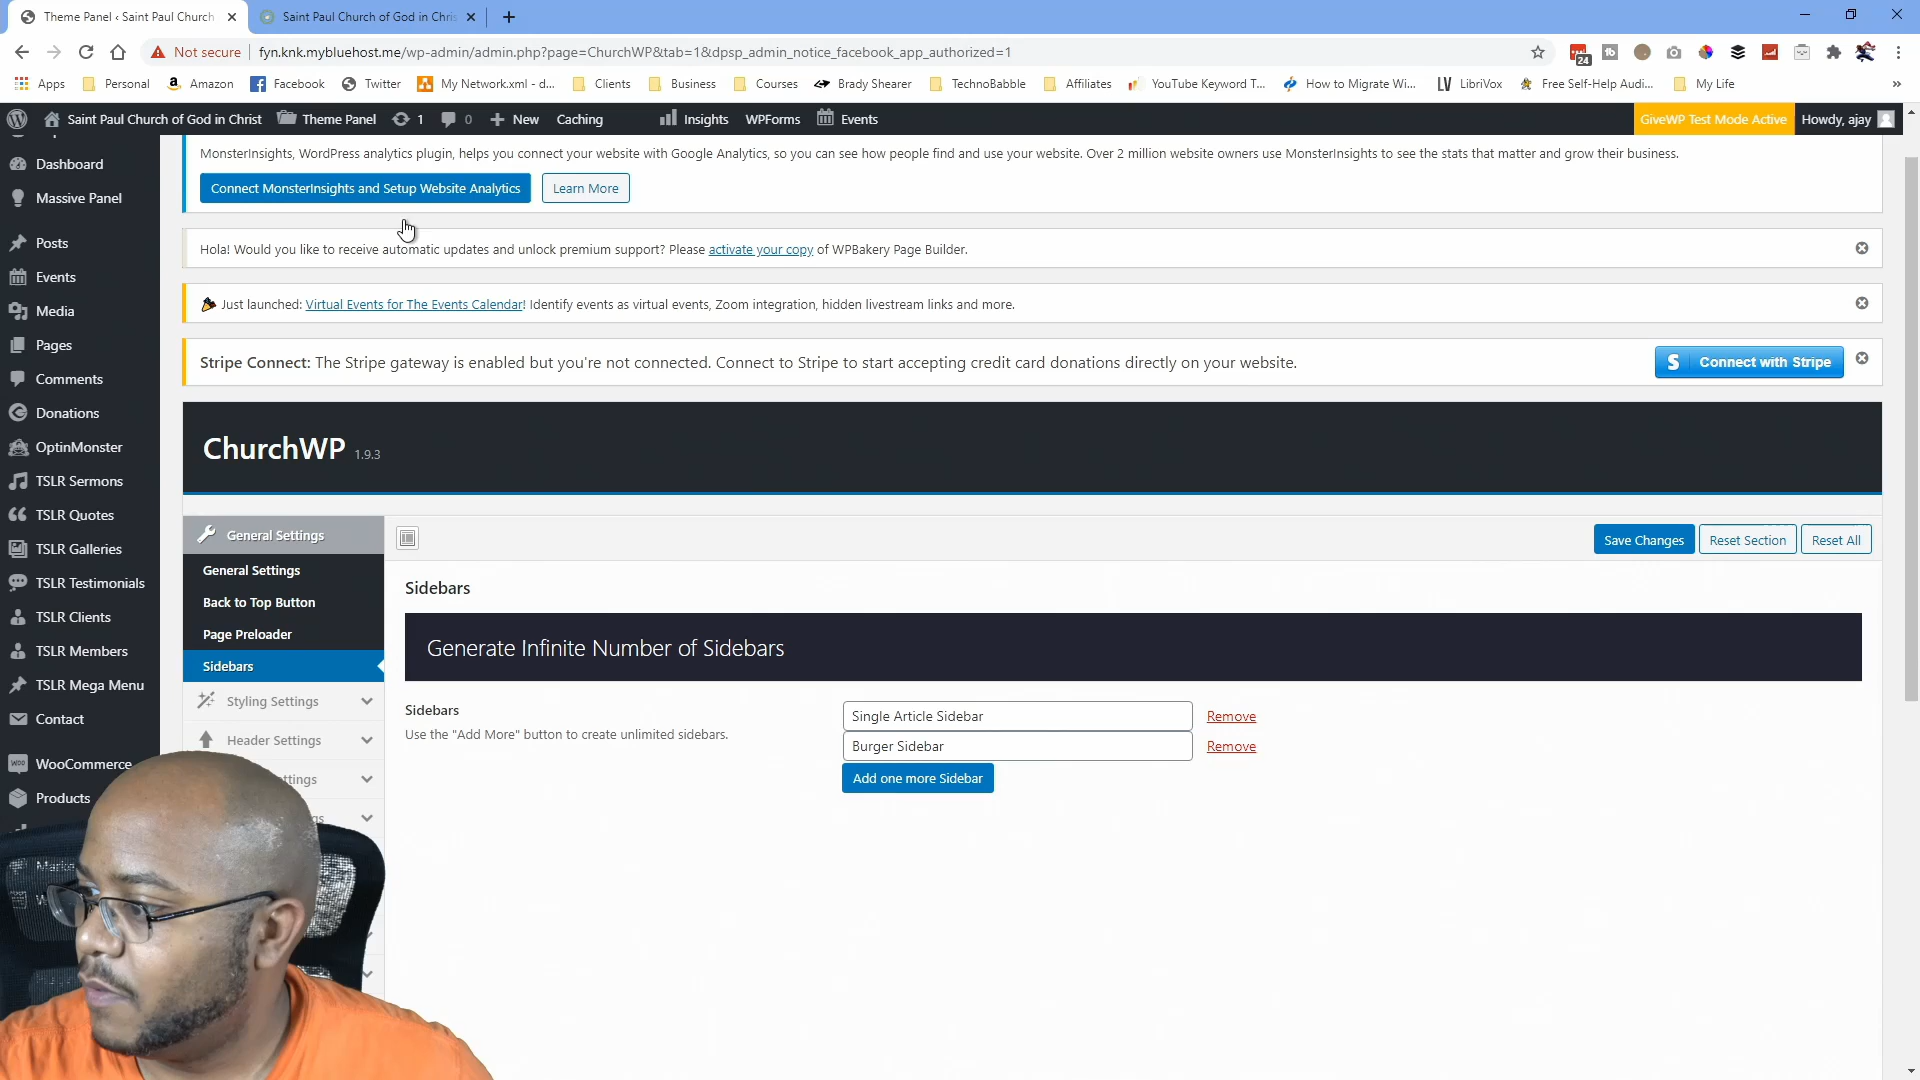 Theme Panel ‹ Saint Paul Church
Saint Paul Church of God in Chris
Not secure
fyn.knk.mybluehost.me/wp-admin/admin.php?page=ChurchWP&tab=1&dpsp_admin_notice_facebook_app_authorized=1
24
Apps
Personal
Amazon
Facebook
Twitter
My Network.xml - d...
Clients
Business
Courses
Brady Shearer
TechnoBabble
Affiliates
YouTube Keyword T...
How to Migrate Wi...
LibriVox
Free Self-Help Audi...
My Life
Saint Paul Church of God in Christ
Theme Panel
1
0
New
Caching
Insights
WPForms
Events
GiveWP Test Mode Active
Howdy, ajay
Dashboard
Massive Panel
Posts
Events
Media
Pages
Comments
Donations
OptinMonster
TSLR Sermons
TSLR Quotes
TSLR Galleries
TSLR Testimonials
TSLR Clients
TSLR Members
TSLR Mega Menu
Contact
WooCommerce
Products
MonsterInsights, WordPress analytics plugin, helps you connect your website with Google Analytics, so you can see how people find and use your website. Over 2 million website owners use MonsterInsights to see the stats that matter and grow their business.
Connect MonsterInsights and Setup Website Analytics
Learn More
Hola! Would you like to receive automatic updates and unlock premium support? Please activate your copy of WPBakery Page Builder.
Just launched: Virtual Events for The Events Calendar! Identify events as virtual events, Zoom integration, hidden livestream links and more.
Stripe Connect: The Stripe gateway is enabled but you're not connected. Connect to Stripe to start accepting credit card donations directly on your website.
S Connect with Stripe
ChurchWP 1.9.3
General Settings
General Settings
Back to Top Button
Page Preloader
Sidebars
Styling Settings
Header Settings
Save Changes
Reset Section
Reset All
Sidebars
Generate Infinite Number of Sidebars
Sidebars
Use the "Add More" button to create unlimited sidebars.
Single Article Sidebar
Remove
Burger Sidebar
Remove
Add one more Sidebar